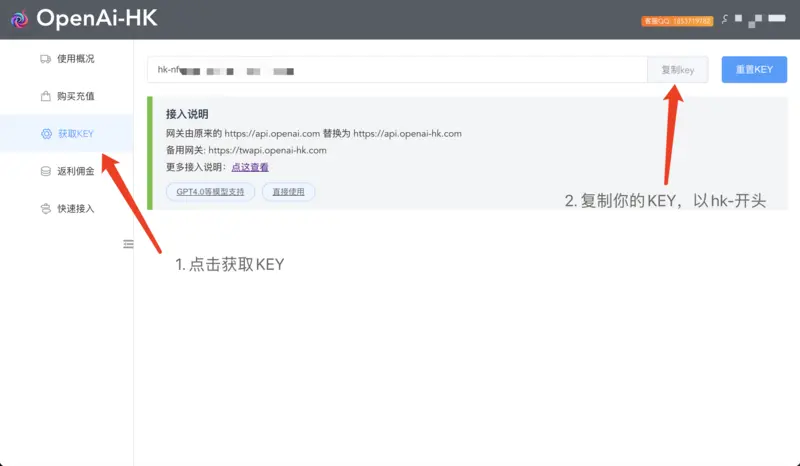 OpenAi-HK
客服QQ: 1653719762
使用概况
购买充值
获取KEY
返利佣金
快速接入
hk-nf
复制key
重置KEY
接入说明
网关由原来的 https://api.openai.com 替换为 https://api.openai-hk.com
备用网关: https://twapi.openai-hk.com
更多接入说明：点这查看
GPT4.0等模型支持
直接使用
2. 复制你的KEY，以hk-开头
1. 点击获取KEY